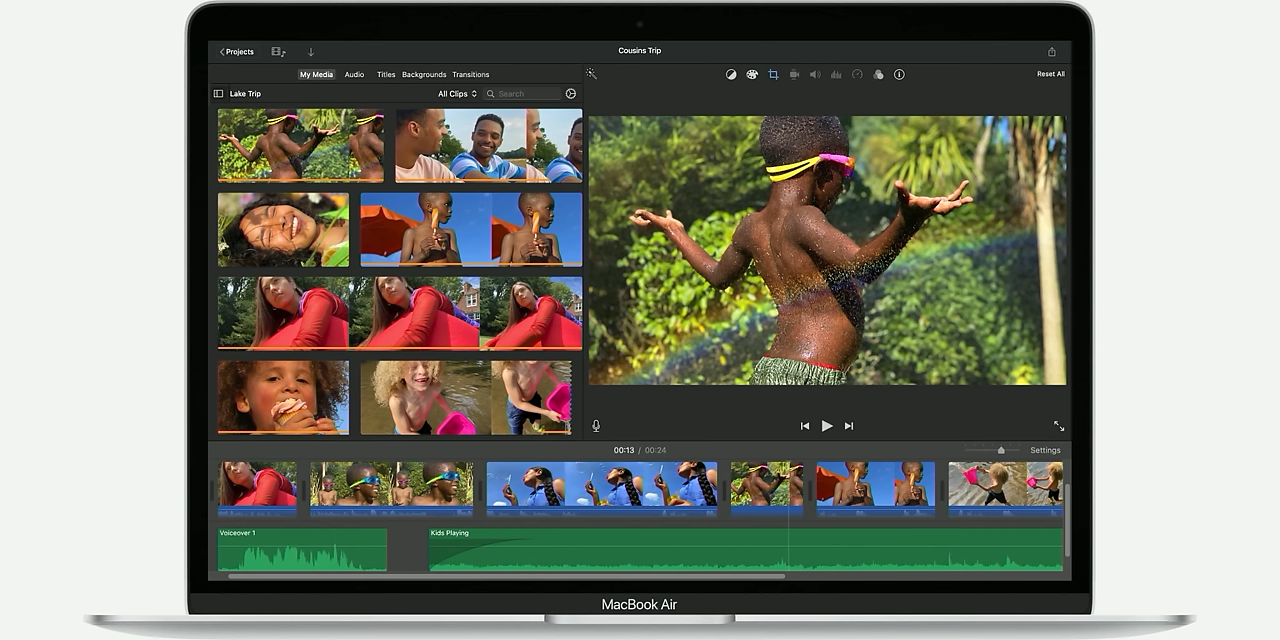 Projects
Cousins Trip
My Media Audio Titles Backgrounds Transitions
Reset All
Lake Trip
All Clips
Search
00:13 / 00:24
Settings
Voiceover 1
Kids Playing
MacBook Air